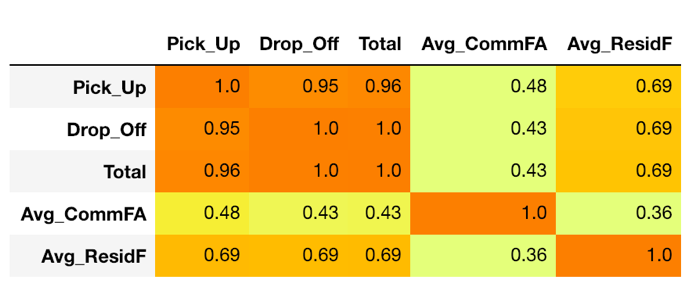 Pick_Up Drop_Off Total Avg_CommFA Avg_ResidF
Pick_Up 1.0 0.95 0.96 0.48 0.69
Drop_Off 0.95 1.0 1.0 0.43 0.69
Total 0.96 1.0 1.0 0.43 0.69
Avg_CommFA 0.48 0.43 0.43 1.0 0.36
Avg_ResidF 0.69 0.69 0.69 0.36 1.0